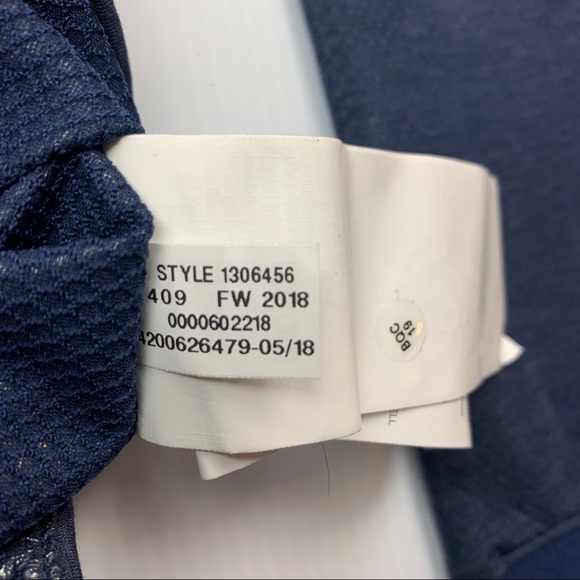 STYLE 1306456
409 FW 2018
0000602218
4200626479-05/18
BOC
19